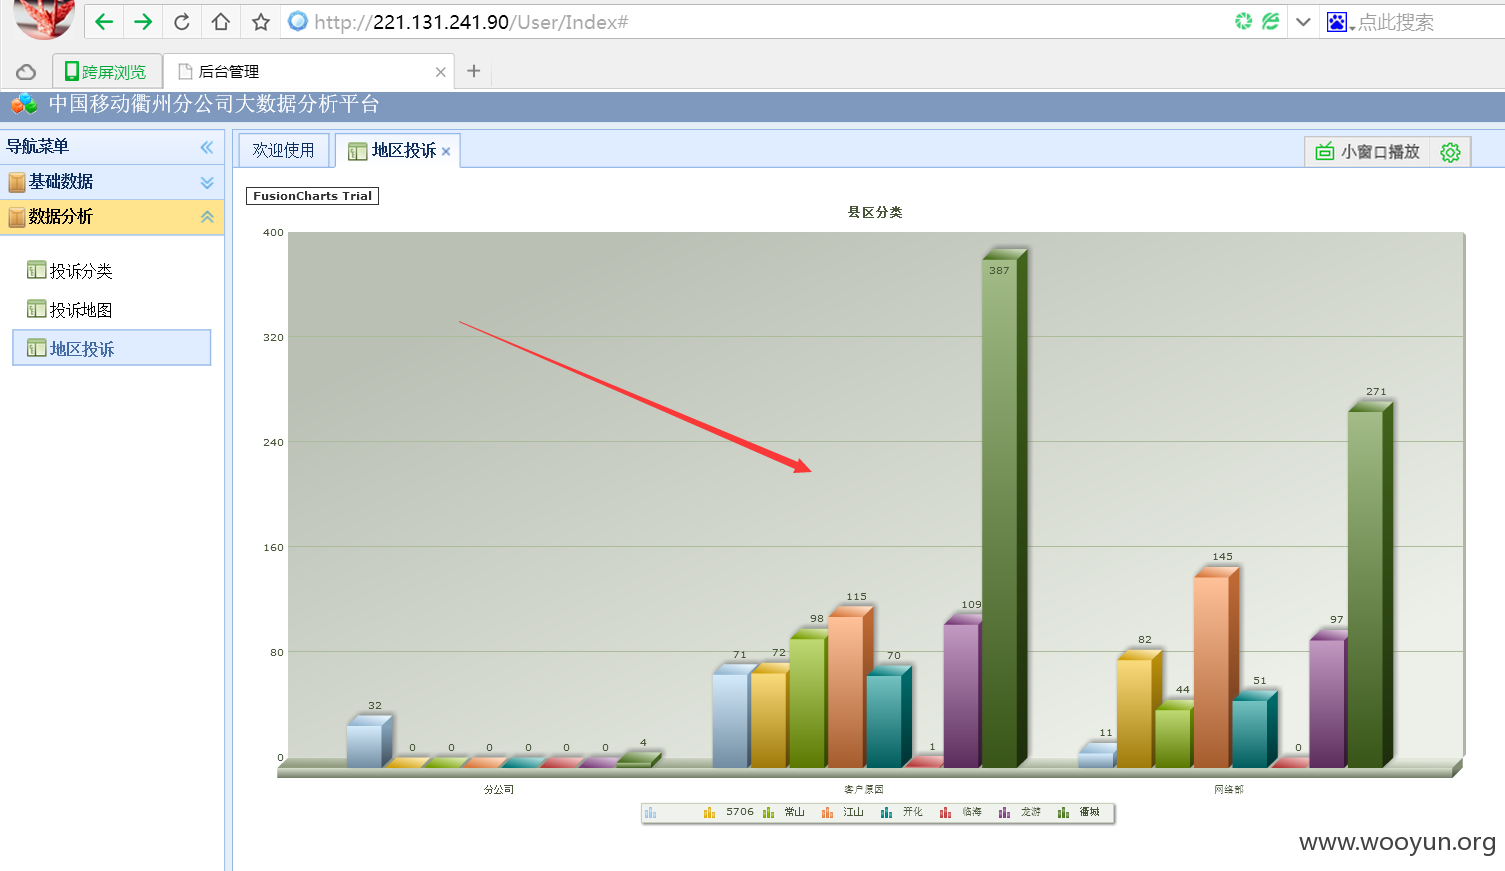 http://221.131.241.90/User/Index#
点此搜索
跨屏浏览
后台管理
中国移动衢州分公司大数据分析平台
导航菜单
基础数据
数据分析
投诉分类
投诉地图
地区投诉
欢迎使用
地区投诉
小窗口播放
FusionCharts Trial
县区分类
400
320
240
160
80
0
32 0 0 0 0 0 0 4
71 72 98 115 70 1 109 387
11 82 44 145 51 0 97 271
分公司 客户原因 网络部
5706 常山 江山 开化 临海 龙游 衢城
www.wooyun.org